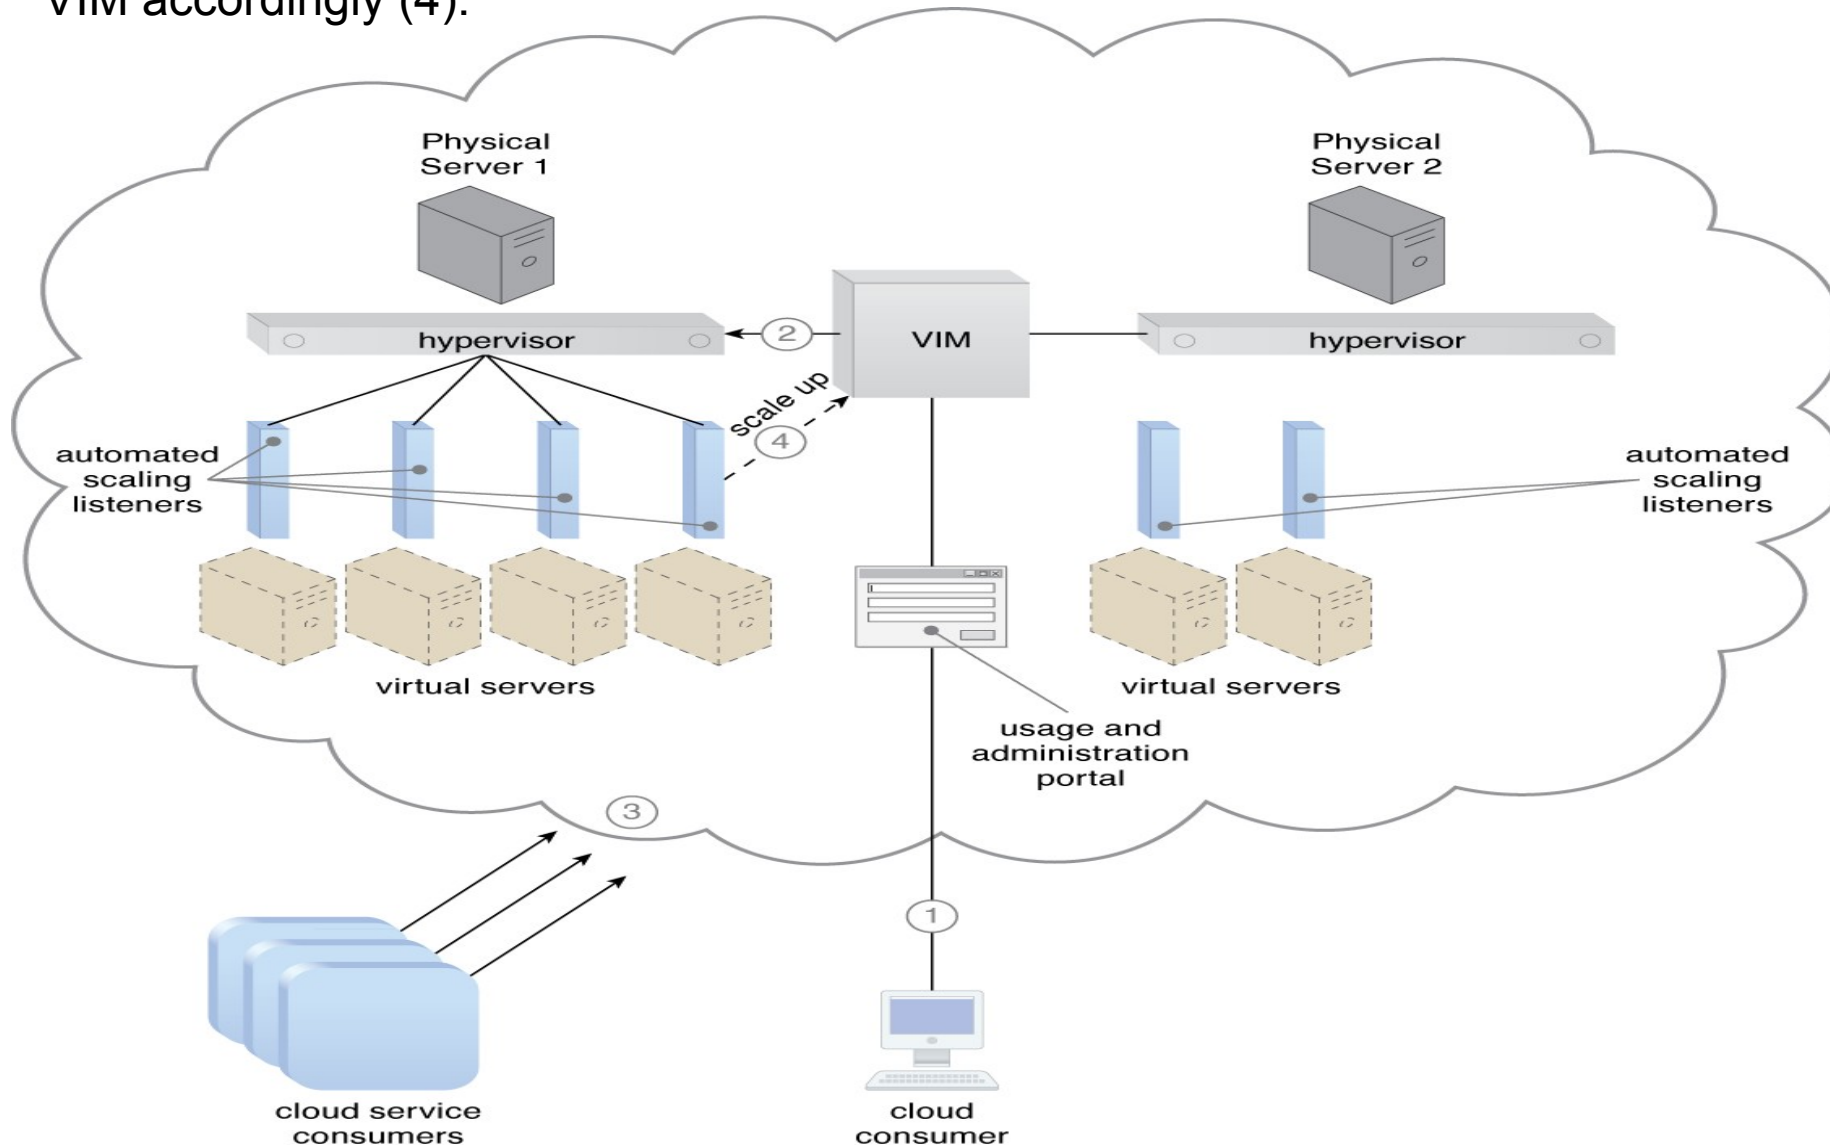 VIM accordingly (4).
Physical
Server 1
Physical
Server 2
hypervisor
2
VIM
hypervisor
scale up
4
automated
scaling
listeners
automated
scaling
listeners
virtual servers
virtual servers
usage and
administration
portal
3
1
cloud service
consumers
cloud
consumer